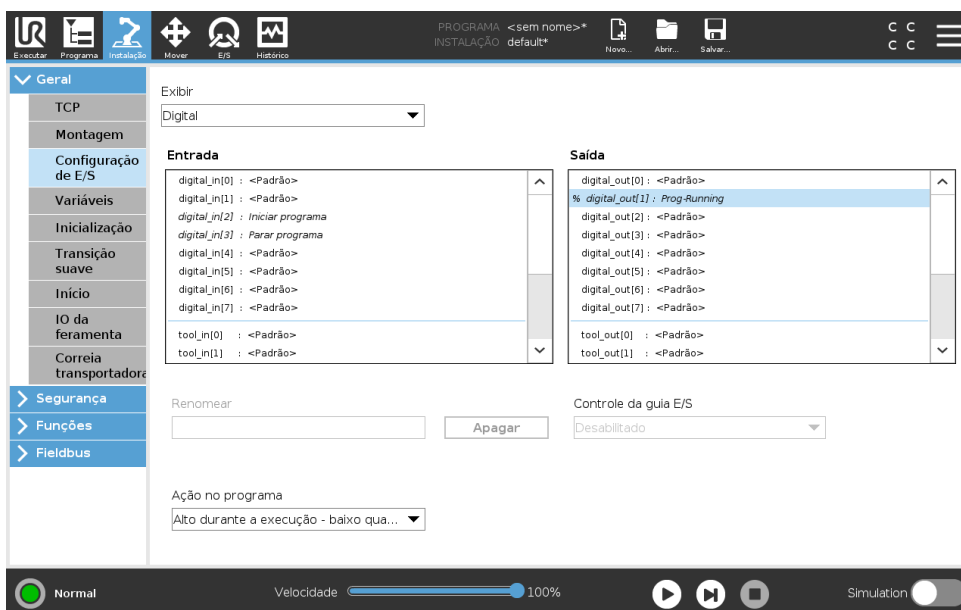 UR
Executar
Programa
Instalação
Mover
E/S
Histórico
PROGRAMA <sem nome>*
INSTALAÇÃO default*
Novo...
Abrir...
Salvar...
C C
C C
Geral
TCP
Montagem
Configuração
de E/S
Variáveis
Inicialização
Transição
suave
Início
IO da
ferramenta
Correia
transportadora
Segurança
Funções
Fieldbus
Exibir
Digital
Entrada
digital_in[0] : <Padrão>
digital_in[1] : <Padrão>
digital_in[2] : Iniciar programa
digital_in[3] : Parar programa
digital_in[4] : <Padrão>
digital_in[5] : <Padrão>
digital_in[6] : <Padrão>
digital_in[7] : <Padrão>
tool_in[0] : <Padrão>
tool_in[1] : <Padrão>
Saída
digital_out[0] : <Padrão>
% digital_out[1] : Prog-Running
digital_out[2] : <Padrão>
digital_out[3] : <Padrão>
digital_out[4] : <Padrão>
digital_out[5] : <Padrão>
digital_out[6] : <Padrão>
digital_out[7] : <Padrão>
tool_out[0] : <Padrão>
tool_out[1] : <Padrão>
Renomear
Apagar
Controle da guia E/S
Desabilitado
Ação no programa
Alto durante a execução - baixo qua...
Normal
Velocidade
100%
Simulation